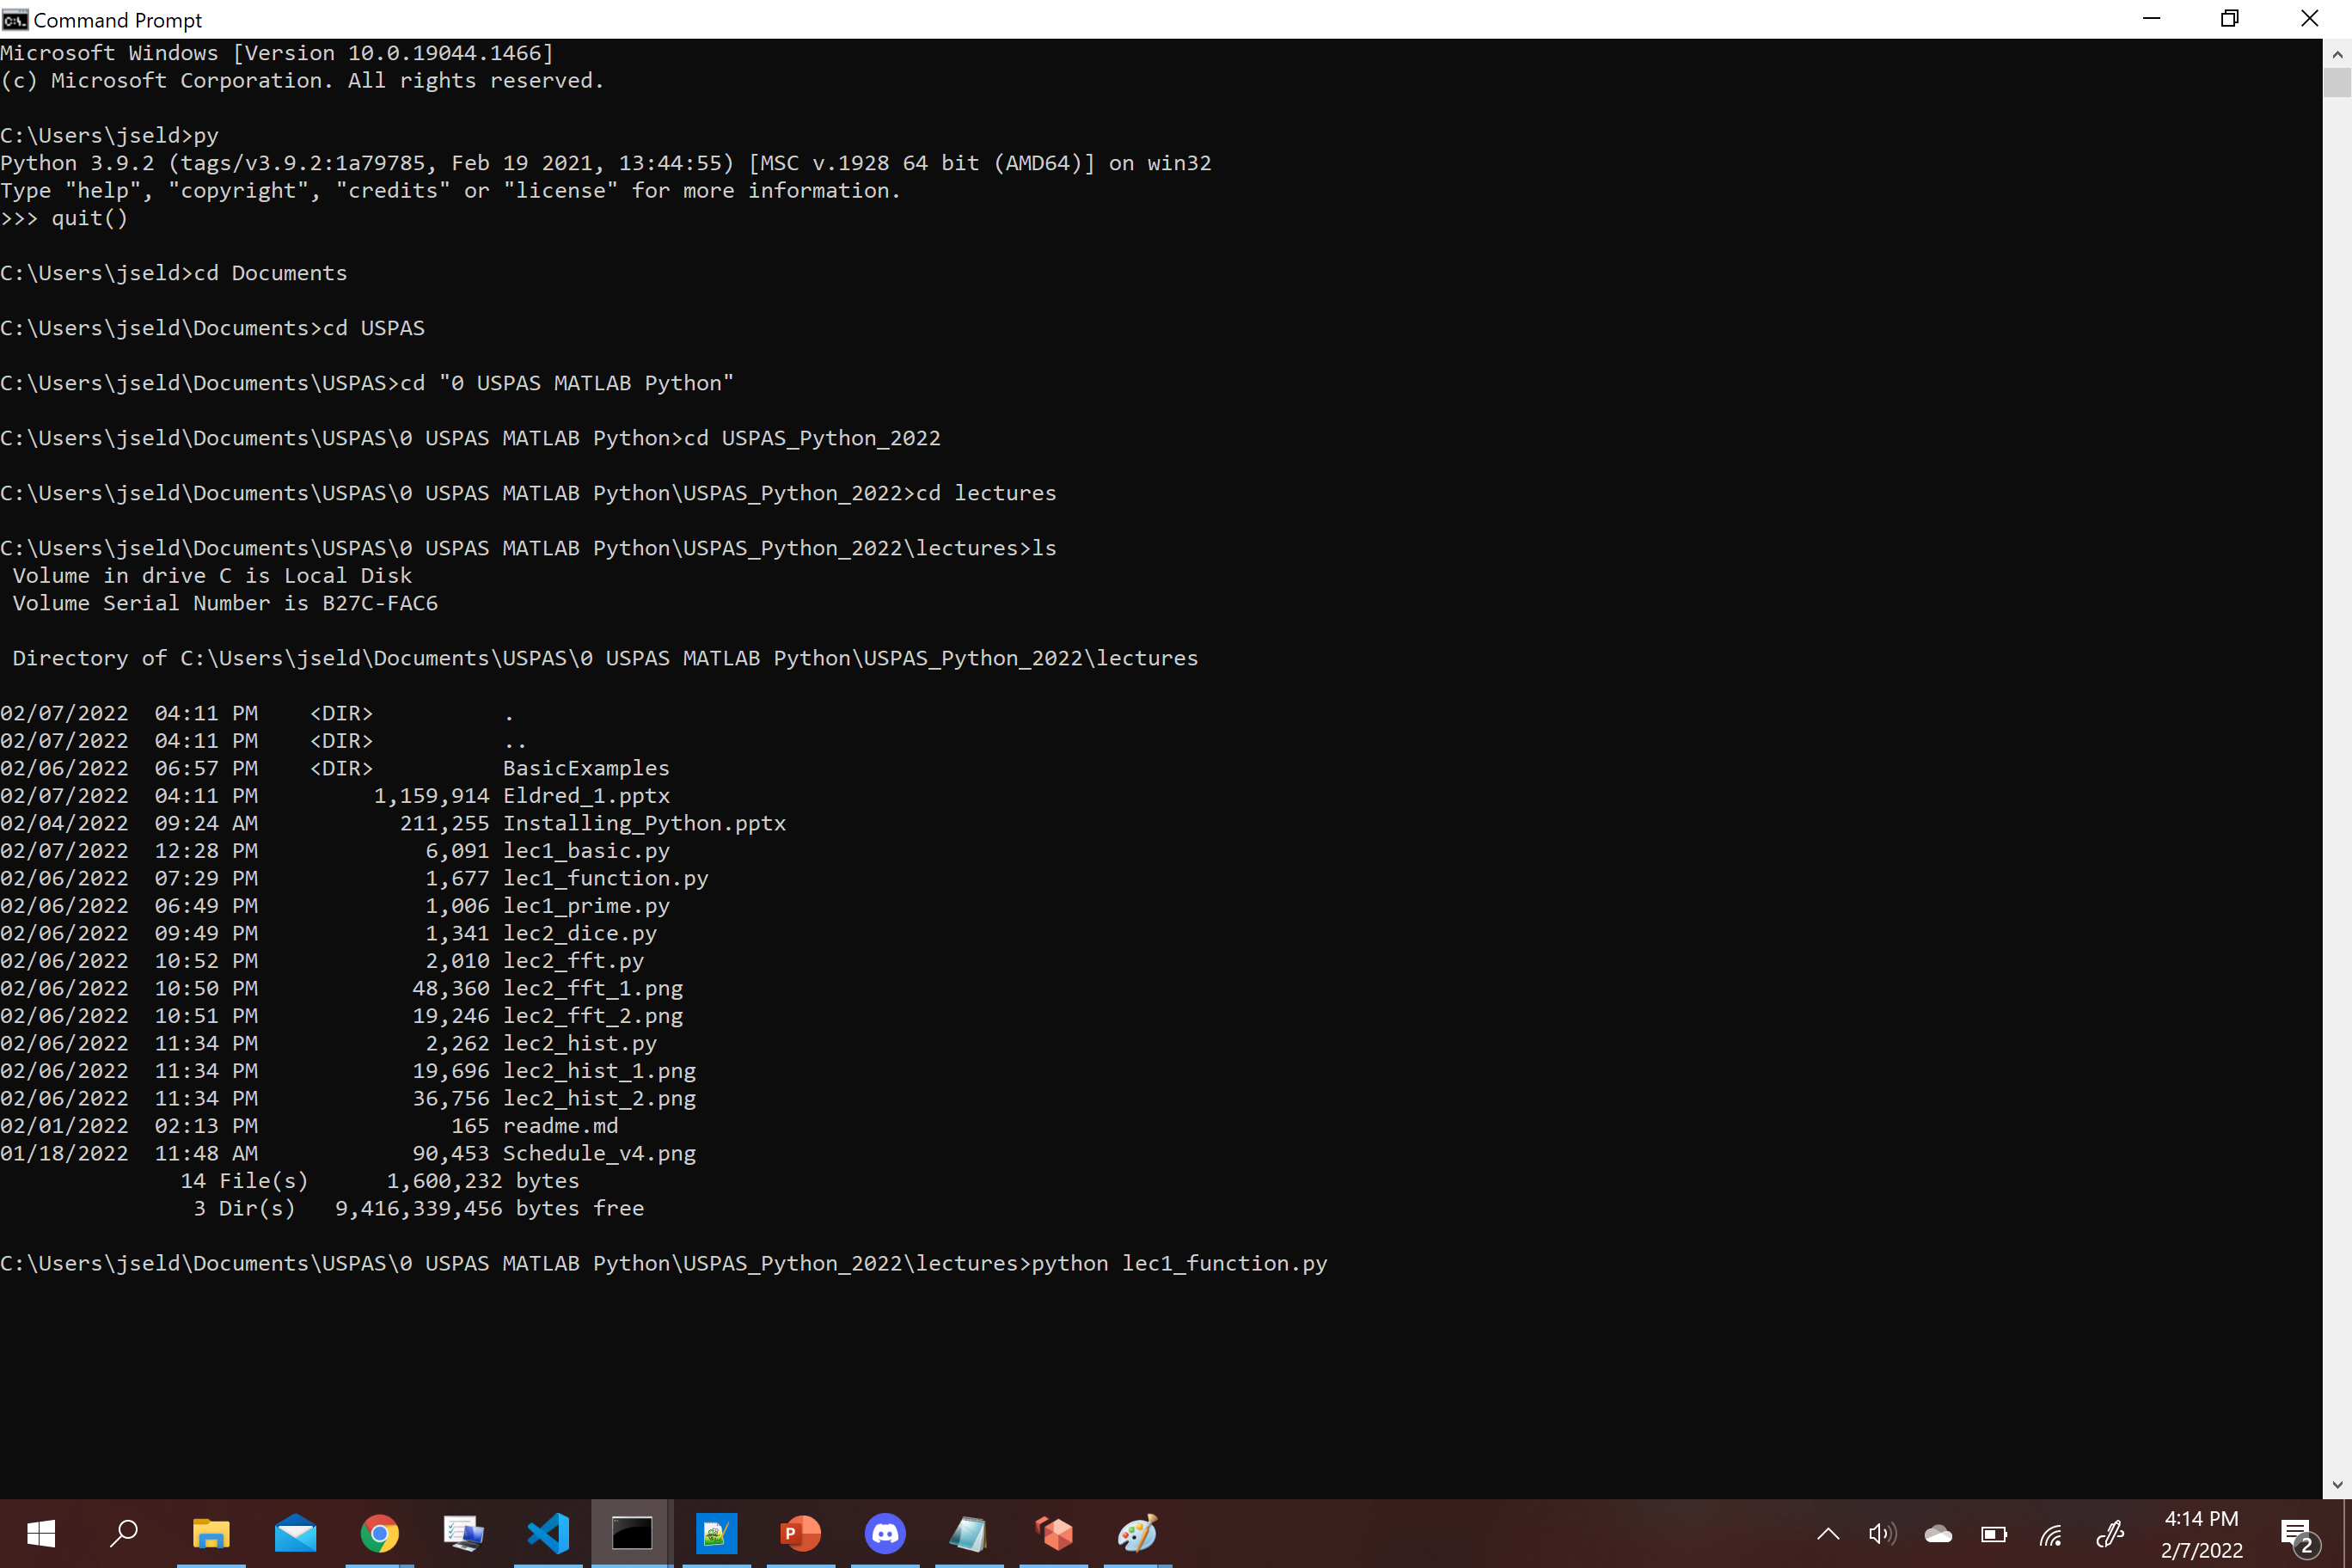 Command Prompt
Microsoft Windows [Version 10.0.19044.1466]
(c) Microsoft Corporation. All rights reserved.
C:\Users\jseld>py
Python 3.9.2 (tags/v3.9.2:1a79785, Feb 19 2021, 13:44:55) [MSC v.1928 64 bit (AMD64)] on win32
Type "help", "copyright", "credits" or "license" for more information.
>>> quit()
C:\Users\jseld>cd Documents
C:\Users\jseld\Documents>cd USPAS
C:\Users\jseld\Documents\USPAS>cd "0 USPAS MATLAB Python"
C:\Users\jseld\Documents\USPAS\0 USPAS MATLAB Python>cd USPAS_Python_2022
C:\Users\jseld\Documents\USPAS\0 USPAS MATLAB Python\USPAS_Python_2022>cd lectures
C:\Users\jseld\Documents\USPAS\0 USPAS MATLAB Python\USPAS_Python_2022\lectures>ls
 Volume in drive C is Local Disk
 Volume Serial Number is B27C-FAC6
 Directory of C:\Users\jseld\Documents\USPAS\0 USPAS MATLAB Python\USPAS_Python_2022\lectures
02/07/2022  04:11 PM    <DIR>          .
02/07/2022  04:11 PM    <DIR>          ..
02/06/2022  06:57 PM    <DIR>          BasicExamples
02/07/2022  04:11 PM         1,159,914 Eldred_1.pptx
02/04/2022  09:24 AM           211,255 Installing_Python.pptx
02/07/2022  12:28 PM             6,091 lec1_basic.py
02/06/2022  07:29 PM             1,677 lec1_function.py
02/06/2022  06:49 PM             1,006 lec1_prime.py
02/06/2022  09:49 PM             1,341 lec2_dice.py
02/06/2022  10:52 PM             2,010 lec2_fft.py
02/06/2022  10:50 PM            48,360 lec2_fft_1.png
02/06/2022  10:51 PM            19,246 lec2_fft_2.png
02/06/2022  11:34 PM             2,262 lec2_hist.py
02/06/2022  11:34 PM            19,696 lec2_hist_1.png
02/06/2022  11:34 PM            36,756 lec2_hist_2.png
02/01/2022  02:13 PM               165 readme.md
01/18/2022  11:48 AM            90,453 Schedule_v4.png
              14 File(s)      1,600,232 bytes
               3 Dir(s)   9,416,339,456 bytes free
C:\Users\jseld\Documents\USPAS\0 USPAS MATLAB Python\USPAS_Python_2022\lectures>python lec1_function.py
4:14 PM
2/7/2022
2